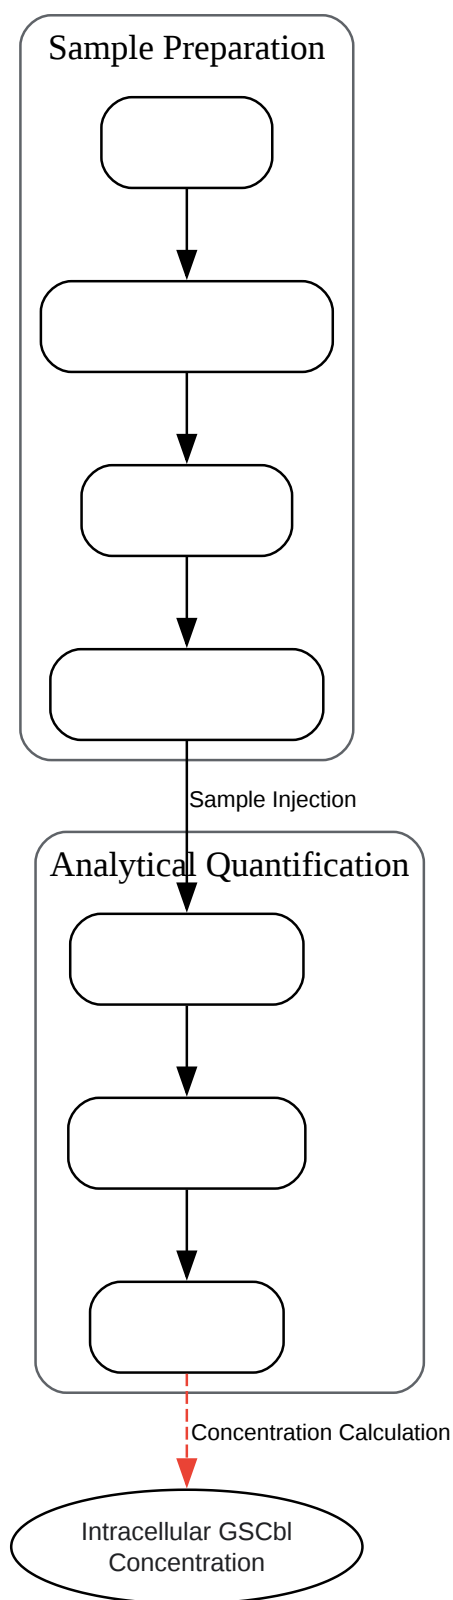 Sample Preparation
Sample Injection
Analytical Quantification
Concentration Calculation
Intracellular GSCbl
Concentration